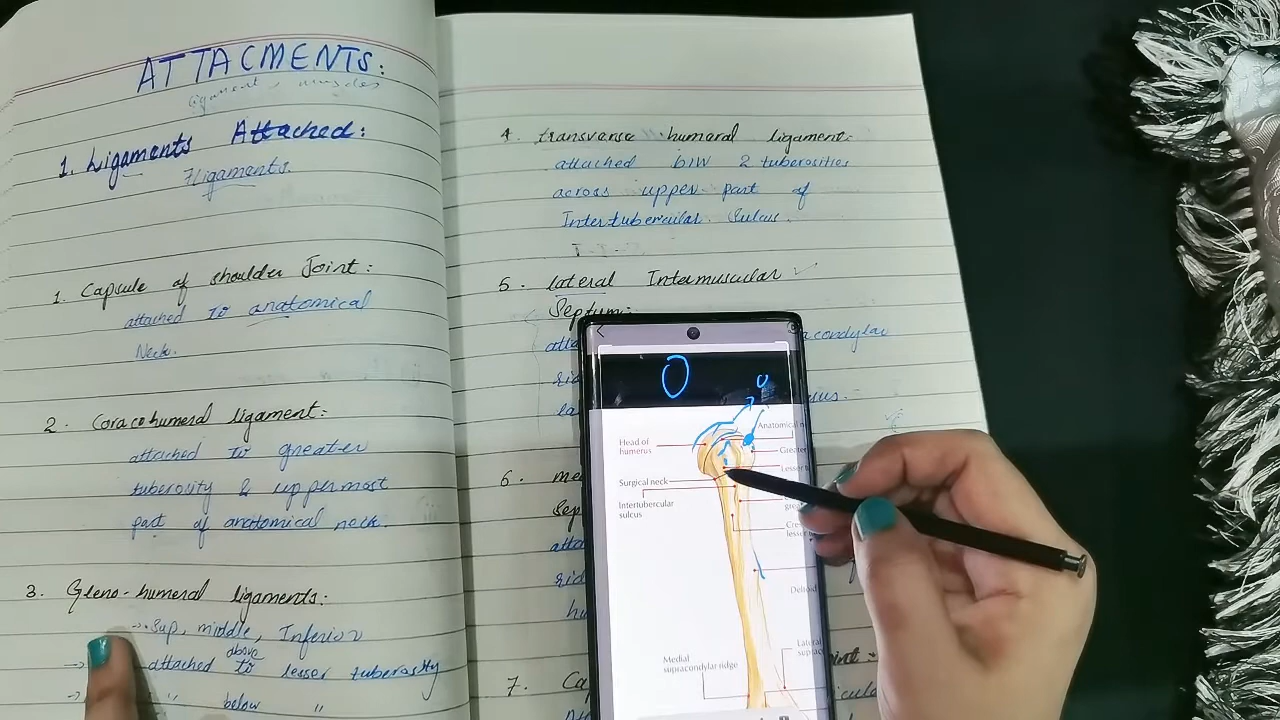 ATTACMENTS:
ligament, muscles
1. Ligaments Attached:
7ligaments.
1. Capsule of shoulder Joint:
attached to anatomical
Neck.
2. Coracohumeral ligament:
attached to greater
tuberosity & uppermost
part of anatomical neck.
3. Gleno-humeral ligaments:
→ Sup, middle, Inferior
above
→ attached to lesser tuberosity
→ " below "
4. transverse humeral ligament:
attached b/w 2 tuberosities
across upper part of
Intertubercular Sulcus.
5. lateral Intermuscular
Septum:
6.
7.
Head of
humerus
Surgical neck
Intertubercular
sulcus
Anatomical
Greater
Lesser
Deltoid
Lateral
Medial
supracondylar ridge